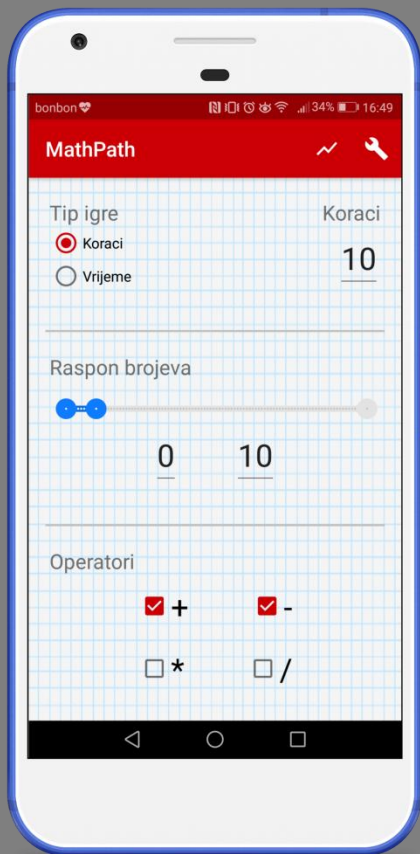 bonbon 34% 16:49
MathPath
Tip igre Koraci
Koraci 10
Vrijeme
Raspon brojeva
0 10
Operatori
+ -
* /